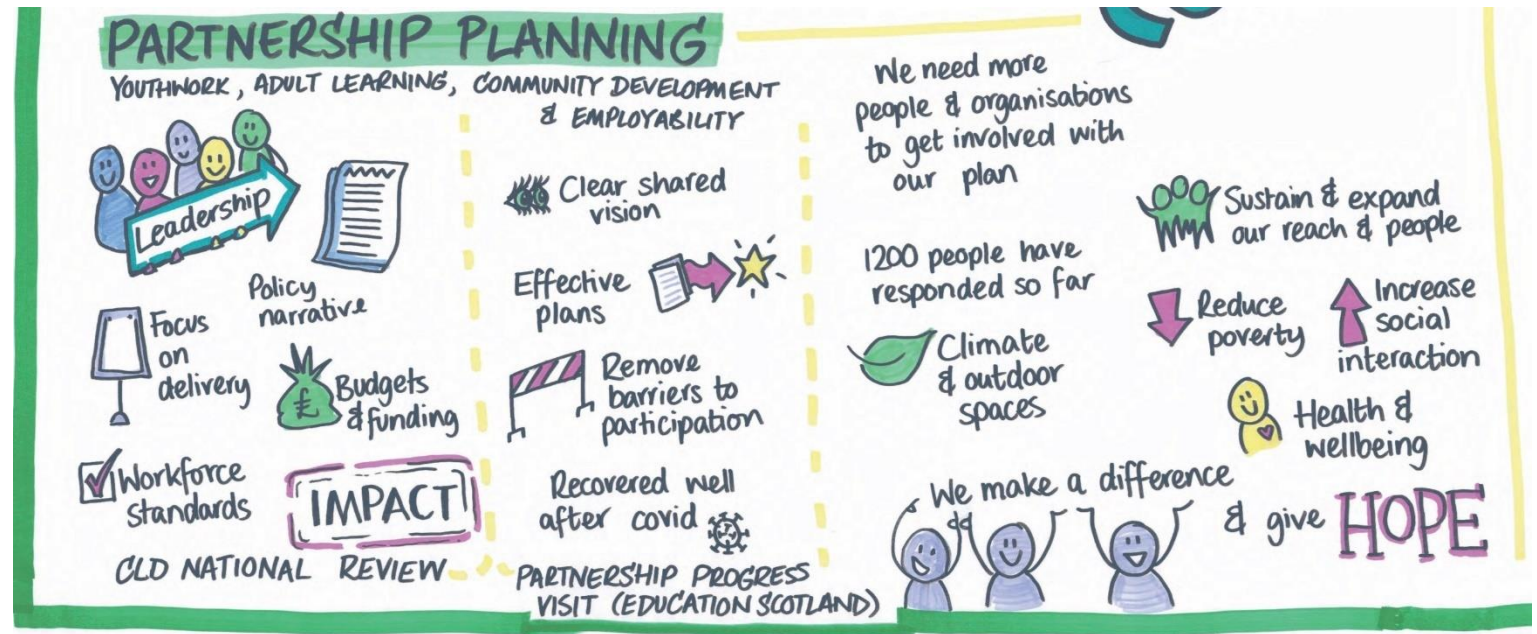 PARTNERSHIP PLANNING
YOUTHWORK, ADULT LEARNING, COMMUNITY DEVELOPMENT
& EMPLOYABILITY
Leadership
Policy
narrative
Focus
on
delivery
Budgets
& funding
£
Workforce
standards
IMPACT
CLD NATIONAL REVIEW
Clear shared
vision
Effective
plans
Remove
barriers to
participation
Recovered well
after covid
PARTNERSHIP PROGRESS
VISIT (EDUCATION SCOTLAND)
We need more
people & organisations
to get involved with
our plan
1200 people have
responded so far
Climate
& outdoor
spaces
Sustain & expand
our reach & people
Reduce
poverty
Increase
social
interaction
Health &
wellbeing
We make a difference
& give HOPE